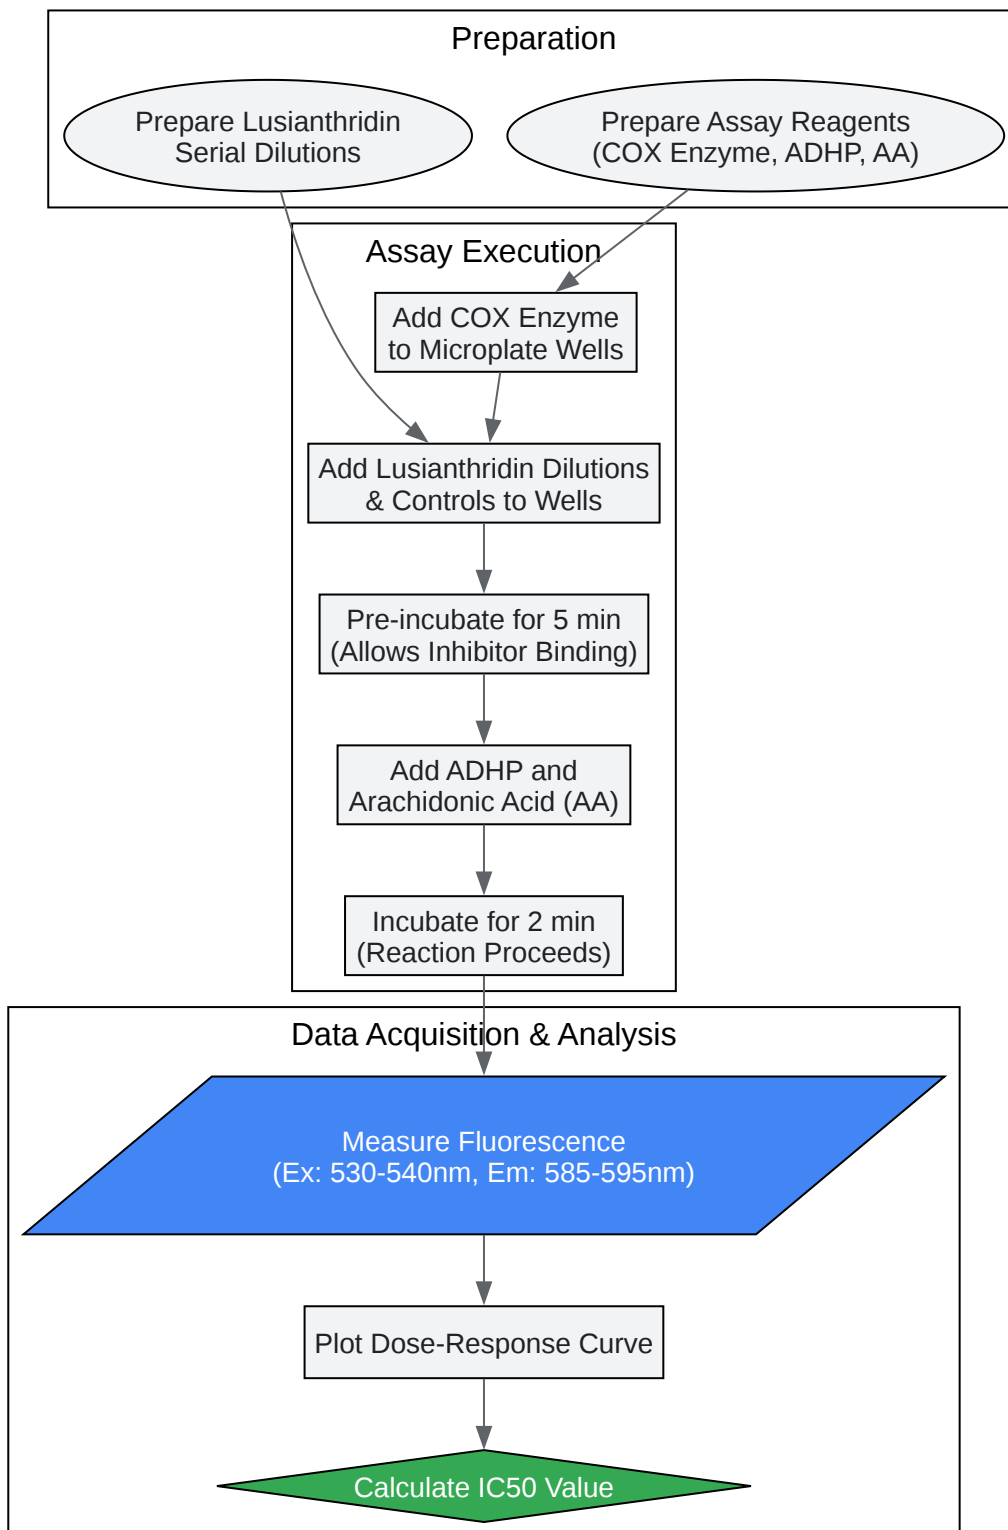 Preparation
Prepare Lusianthridin
Serial Dilutions
Prepare Assay Reagents
(COX Enzyme, ADHP, AA)
Assay Execution
Add COX Enzyme
to Microplate Wells
Add Lusianthridin Dilutions
& Controls to Wells
Pre-incubate for 5 min
(Allows Inhibitor Binding)
Add ADHP and
Arachidonic Acid (AA)
Incubate for 2 min
(Reaction Proceeds)
Data Acquisition & Analysis
Measure Fluorescence
(Ex: 530-540nm, Em: 585-595nm)
Plot Dose-Response Curve
Calculate IC50 Value